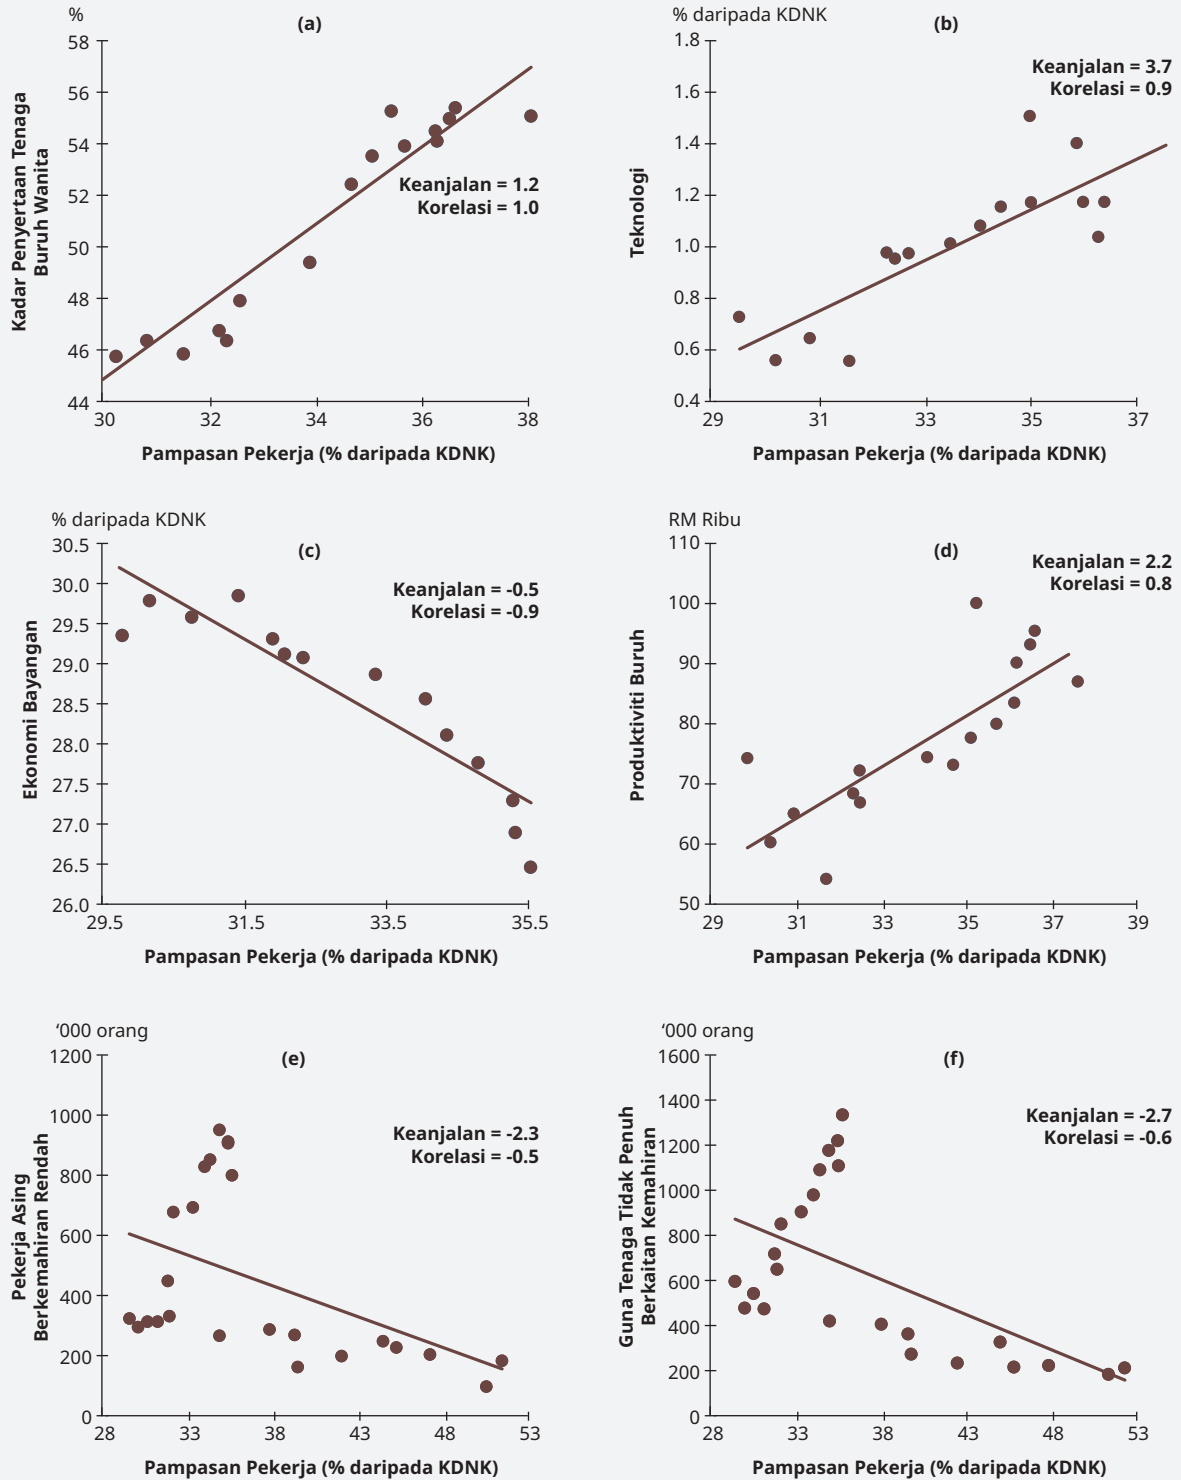 %
(a)
58
56
54
52
50
48
46
44
30
32
34
36
38
Kadar Penyertaan Tenaga
Buruh Wanita
Keanjalan = 1.2
Korelasi = 1.0
Pampasan Pekerja (% daripada KDNK)
% daripada KDNK
(b)
1.8
1.6
1.4
1.2
1.0
0.8
0.6
0.4
29
31
33
35
37
Teknologi
Keanjalan = 3.7
Korelasi = 0.9
Pampasan Pekerja (% daripada KDNK)
% daripada KDNK
(c)
30.5
30.0
29.5
29.0
28.5
28.0
27.5
27.0
26.5
26.0
29.5
31.5
33.5
35.5
Ekonomi Bayangan
Keanjalan = -0.5
Korelasi = -0.9
Pampasan Pekerja (% daripada KDNK)
RM Ribu
(d)
110
100
90
80
70
60
50
29
31
33
35
37
39
Produktiviti Buruh
Keanjalan = 2.2
Korelasi = 0.8
Pampasan Pekerja (% daripada KDNK)
‘000 orang
(e)
1200
1000
800
600
400
200
0
28
33
38
43
48
53
Pekerja Asing
Berkemahiran Rendah
Keanjalan = -2.3
Korelasi = -0.5
Pampasan Pekerja (% daripada KDNK)
‘000 orang
(f)
1600
1400
1200
1000
800
600
400
200
0
28
33
38
43
48
53
Guna Tenaga Tidak Penuh
Berkaitan Kemahiran
Keanjalan = -2.7
Korelasi = -0.6
Pampasan Pekerja (% daripada KDNK)